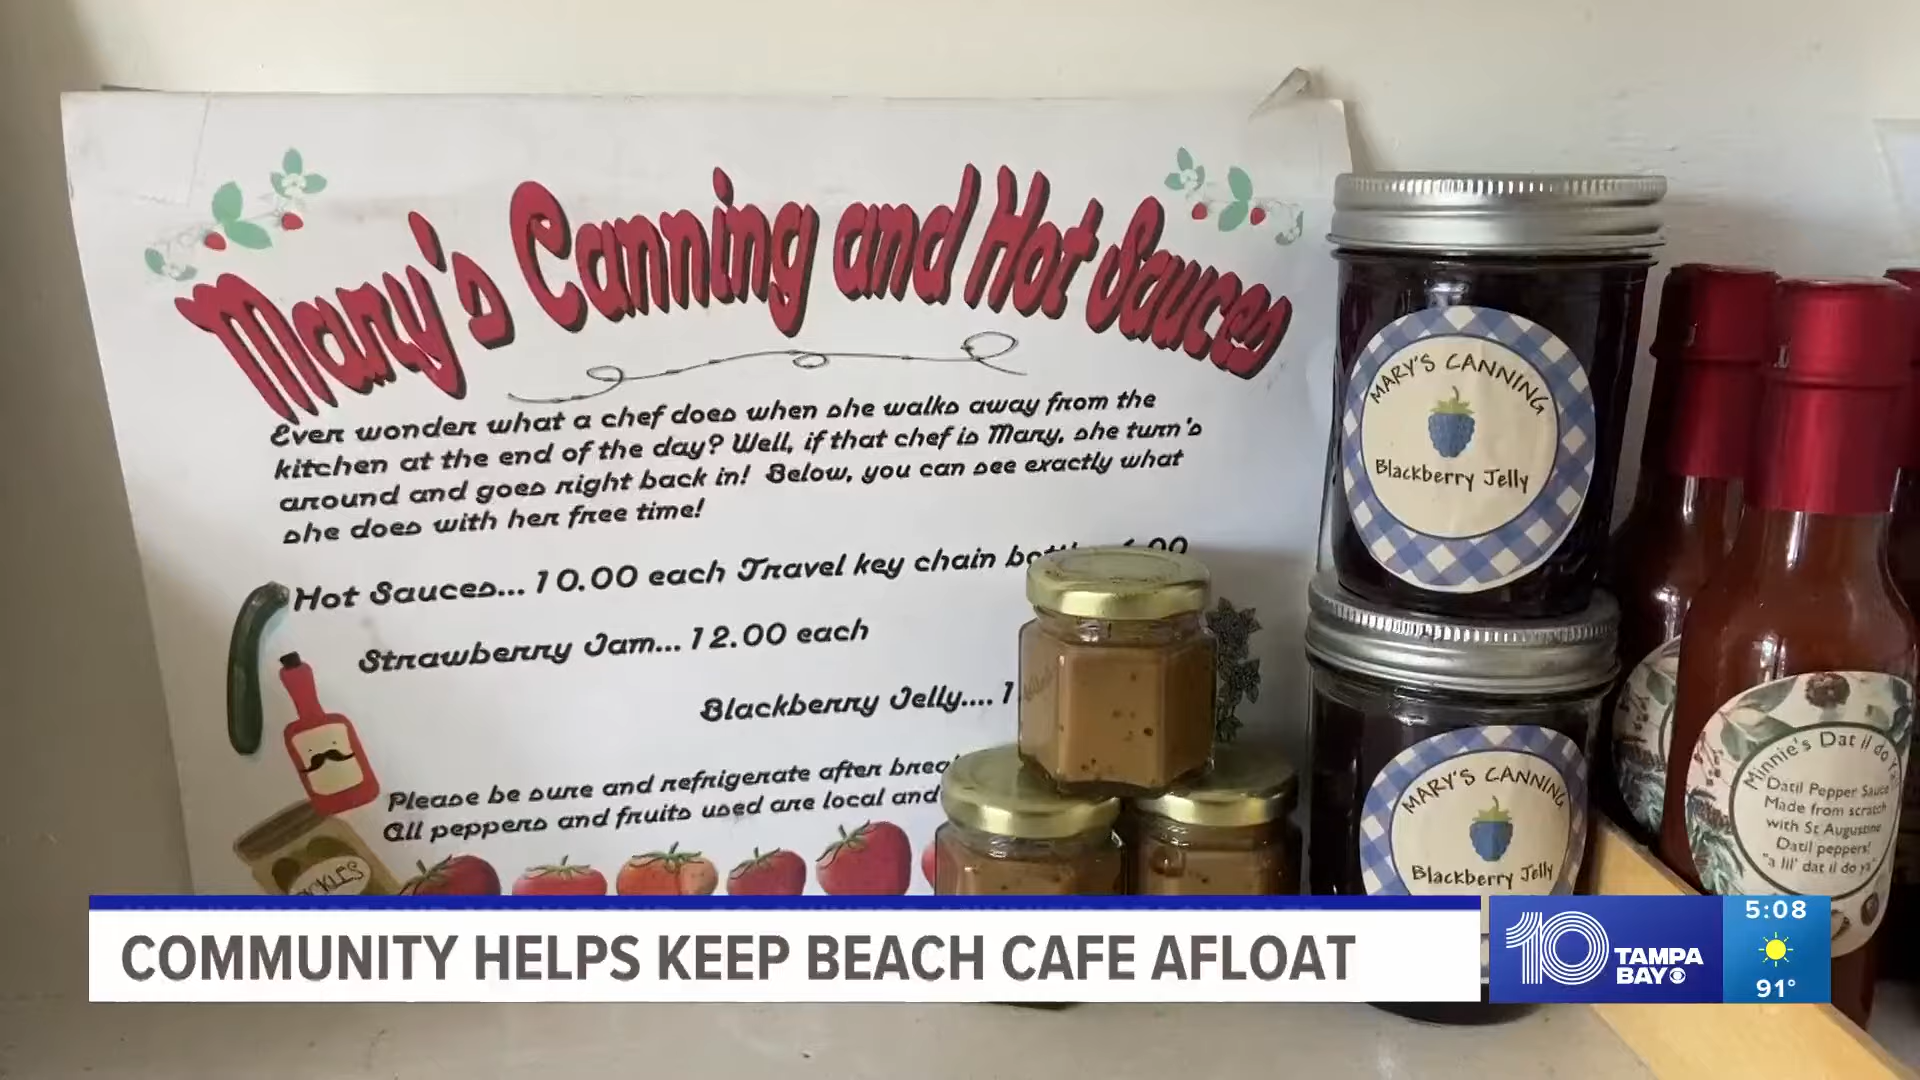 Mary's Canning and Hot Sauces
Ever wonder what a chef does when she walks away from the
kitchen at the end of the day? Well, if that chef is Mary, she turn's
around and goes right back in! Below, you can see exactly what
she does with her free time!
Hot Sauces... 10.00 each Travel key chain
Strawberry Jam... 12.00 each
Blackberry Jelly....
Please be sure and refrigerate after
All peppers and fruits used are local and
MARY'S CANNING
Blackberry Jelly
MARY'S CANNING
Blackberry Jelly
Minnie's Dat il do
Datil Pepper Sauce
Made from scratch
with St Augustine
Datil peppers!
"a lil' dat il do ya"
COMMUNITY HELPS KEEP BEACH CAFE AFLOAT
10 TAMPA
BAY
5:08
91°